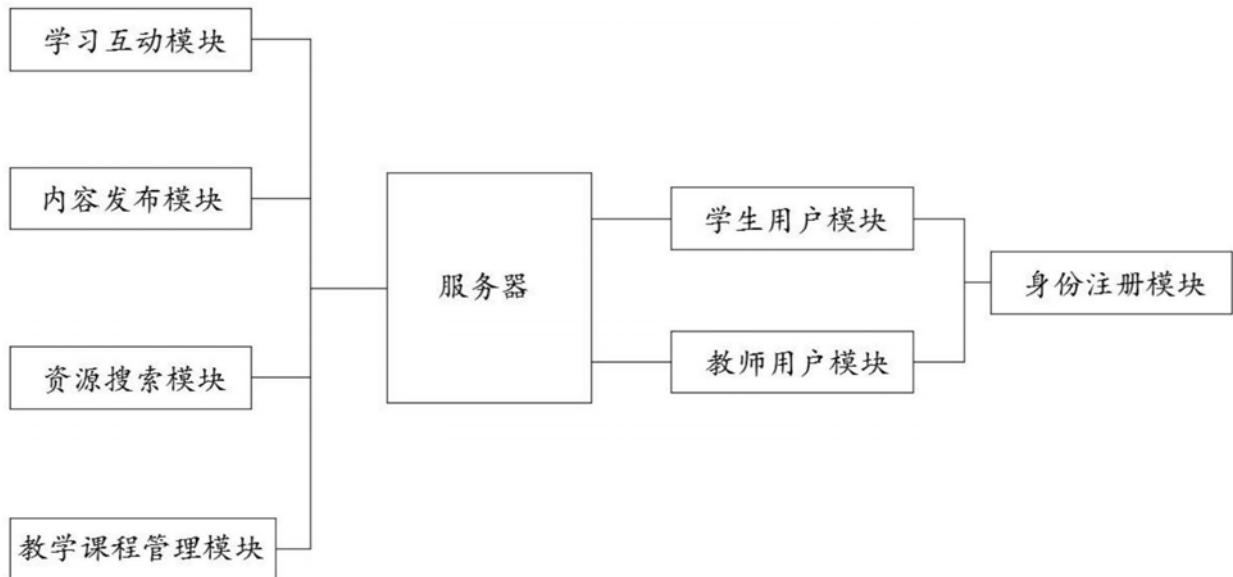 学习互动模块
内容发布模块
资源搜索模块
教学课程管理模块
服务器
学生用户模块
教师用户模块
身份注册模块